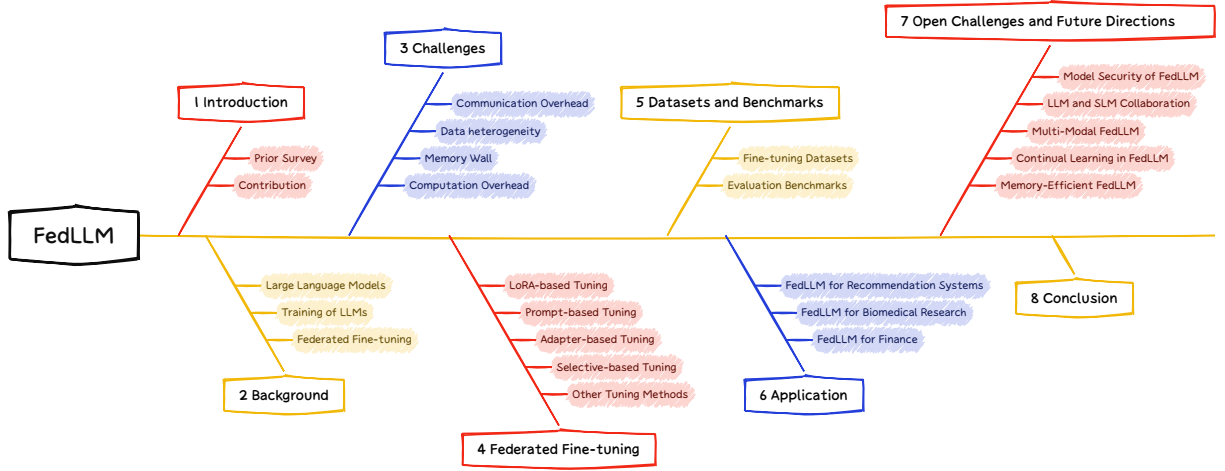 FedLLM
1 Introduction
Prior Survey
Contribution
2 Background
Large Language Models
Training of LLMs
Federated Fine-tuning
3 Challenges
Communication Overhead
Data heterogeneity
Memory Wall
Computation Overhead
4 Federated Fine-tuning
LoRA-based Tuning
Prompt-based Tuning
Adapter-based Tuning
Selective-based Tuning
Other Tuning Methods
5 Datasets and Benchmarks
Fine-tuning Datasets
Evaluation Benchmarks
6 Application
FedLLM for Recommendation Systems
FedLLM for Biomedical Research
FedLLM for Finance
7 Open Challenges and Future Directions
Model Security of FedLLM
LLM and SLM Collaboration
Multi-Modal FedLLM
Continual Learning in FedLLM
Memory-Efficient FedLLM
8 Conclusion